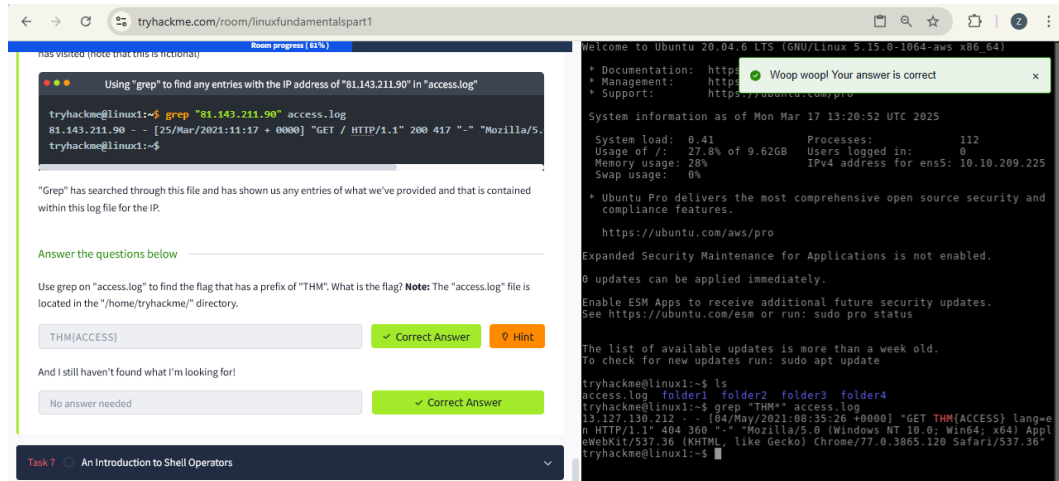 tryhackme.com/room/linuxfundamentalspart1
Z
Room progress ( 61% )
has visited (note that this is fictional)
Using "grep" to find any entries with the IP address of "81.143.211.90" in "access.log"
tryhackme@linux1:~$ grep "81.143.211.90" access.log
81.143.211.90 - - [25/Mar/2021:11:17 + 0000] "GET / HTTP/1.1" 200 417 "-" "Mozilla/5.
tryhackme@linux1:~$
"Grep" has searched through this file and has shown us any entries of what we've provided and that is contained
within this log file for the IP.
Answer the questions below
Use grep on "access.log" to find the flag that has a prefix of "THM". What is the flag? Note: The "access.log" file is
located in the "/home/tryhackme/" directory.
THM{ACCESS}
Correct Answer
Hint
And I still haven't found what I'm looking for!
No answer needed
Correct Answer
Task 7 An Introduction to Shell Operators
Welcome to Ubuntu 20.04.6 LTS (GNU/Linux 5.15.0-1064-aws x86_64)
Woop woop! Your answer is correct x
* Documentation: https
* Management: https
* Support: https://ubuntu.com/pro
System information as of Mon Mar 17 13:20:52 UTC 2025
System load: 0.41 Processes: 112
Usage of /: 27.8% of 9.62GB Users logged in: 0
Memory usage: 28% IPv4 address for ens5: 10.10.209.225
Swap usage: 0%
* Ubuntu Pro delivers the most comprehensive open source security and
compliance features.
https://ubuntu.com/aws/pro
Expanded Security Maintenance for Applications is not enabled.
0 updates can be applied immediately.
Enable ESM Apps to receive additional future security updates.
See https://ubuntu.com/esm or run: sudo pro status
The list of available updates is more than a week old.
To check for new updates run: sudo apt update
tryhackme@linux1:~$ ls
access.log folder1 folder2 folder3 folder4
tryhackme@linux1:~$ grep "THM*" access.log
13.127.130.212 - - [04/May/2021:08:35:26 +0000] "GET THM{ACCESS} lang=e
n HTTP/1.1" 404 360 "-" "Mozilla/5.0 (Windows NT 10.0; Win64; x64) Appl
eWebKit/537.36 (KHTML, like Gecko) Chrome/77.0.3865.120 Safari/537.36"
tryhackme@linux1:~$